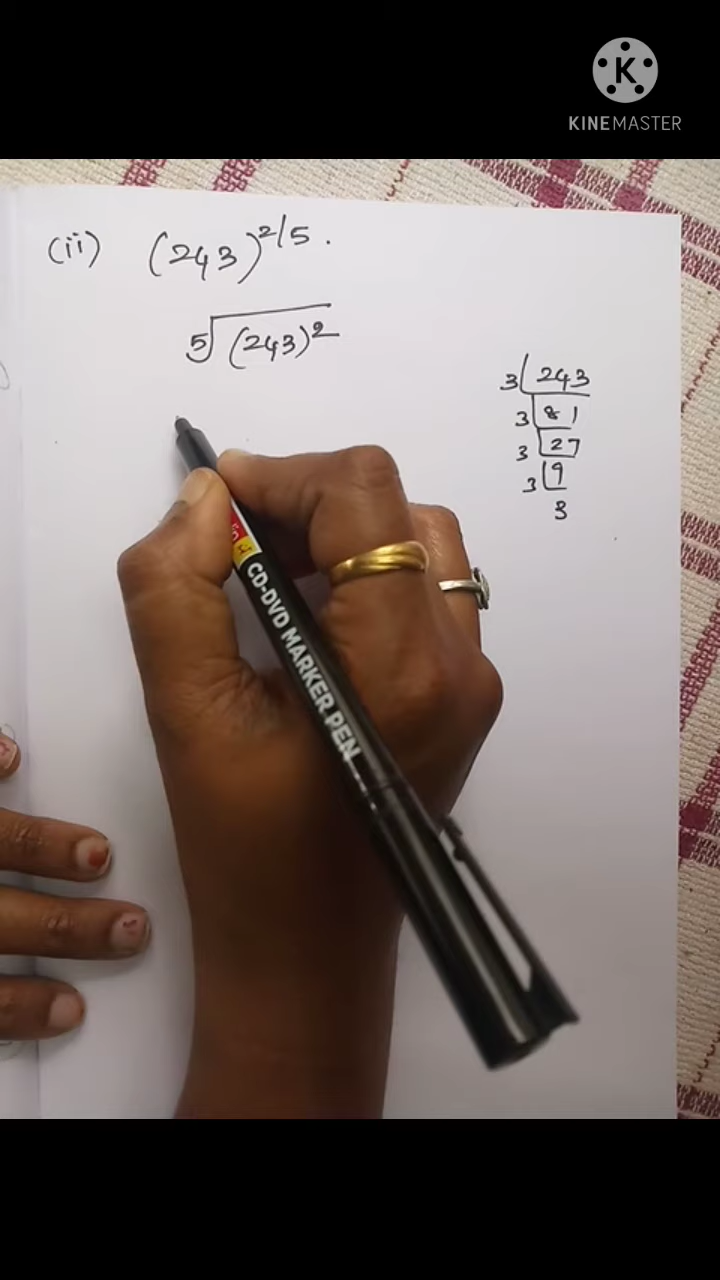 K
KINEMASTER
(ii) (243)^2/5.
5√(243)^2
3 | 243
3 | 81
3 | 27
3 | 9
3
CD-DVD MARKER PEN